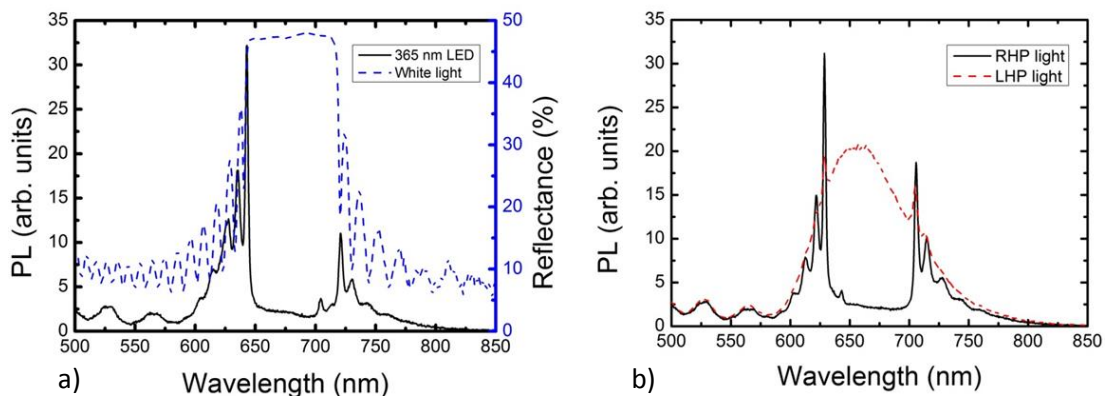 35
30
25
20
15
10
5
0
PL (arb. units)
50
40
30
20
10
0
Reflectance (%)
365 nm LED
White light
500 550 600 650 700 750 800 850
Wavelength (nm)
a)
35
30
25
20
15
10
5
0
PL (arb. units)
RHP light
LHP light
500 550 600 650 700 750 800 850
Wavelength (nm)
b)